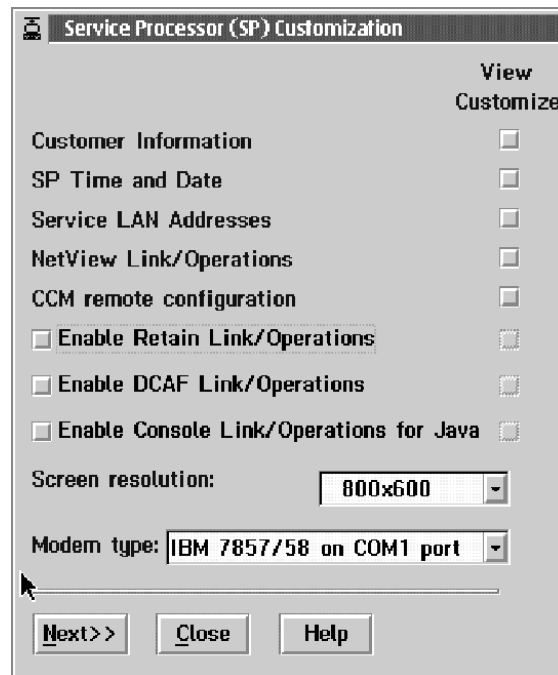 Service Processor (SP) Customization
View
Customize
Customer Information
SP Time and Date
Service LAN Addresses
NetView Link/Operations
CCM remote configuration
Enable Retain Link/Operations
Enable DCAF Link/Operations
Enable Console Link/Operations for Java
Screen resolution: 800x600
Modem type: IBM 7857/58 on COM1 port
Next>> Close Help